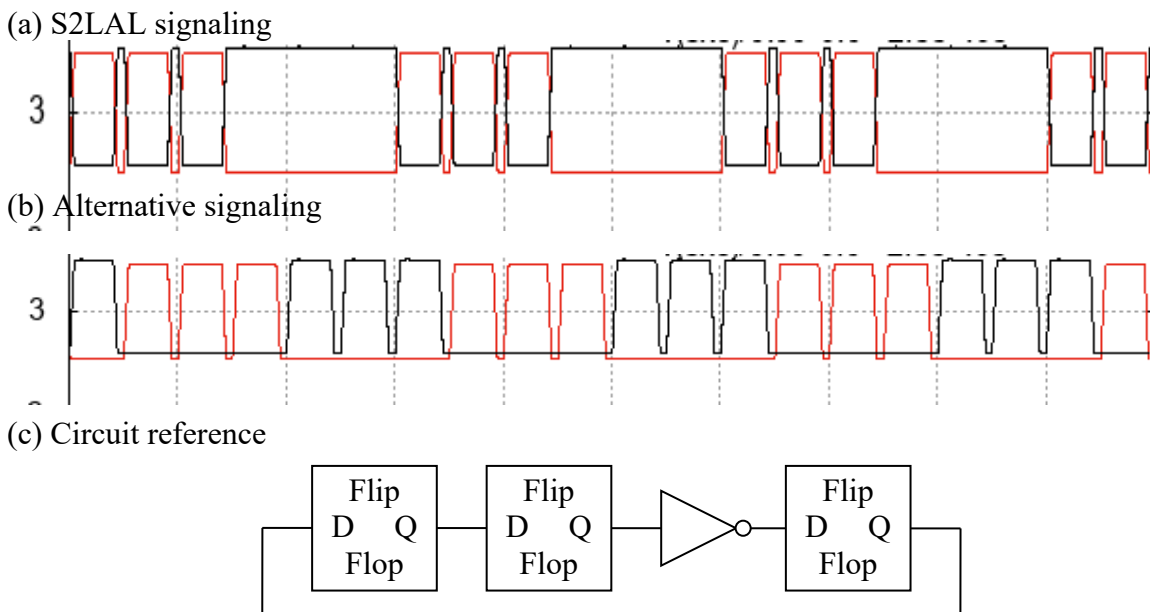 (a) S2LAL signaling
3
(b) Alternative signaling
3
(c) Circuit reference
Flip Flip Flip
D Q D Q D Q
Flop Flop Flop